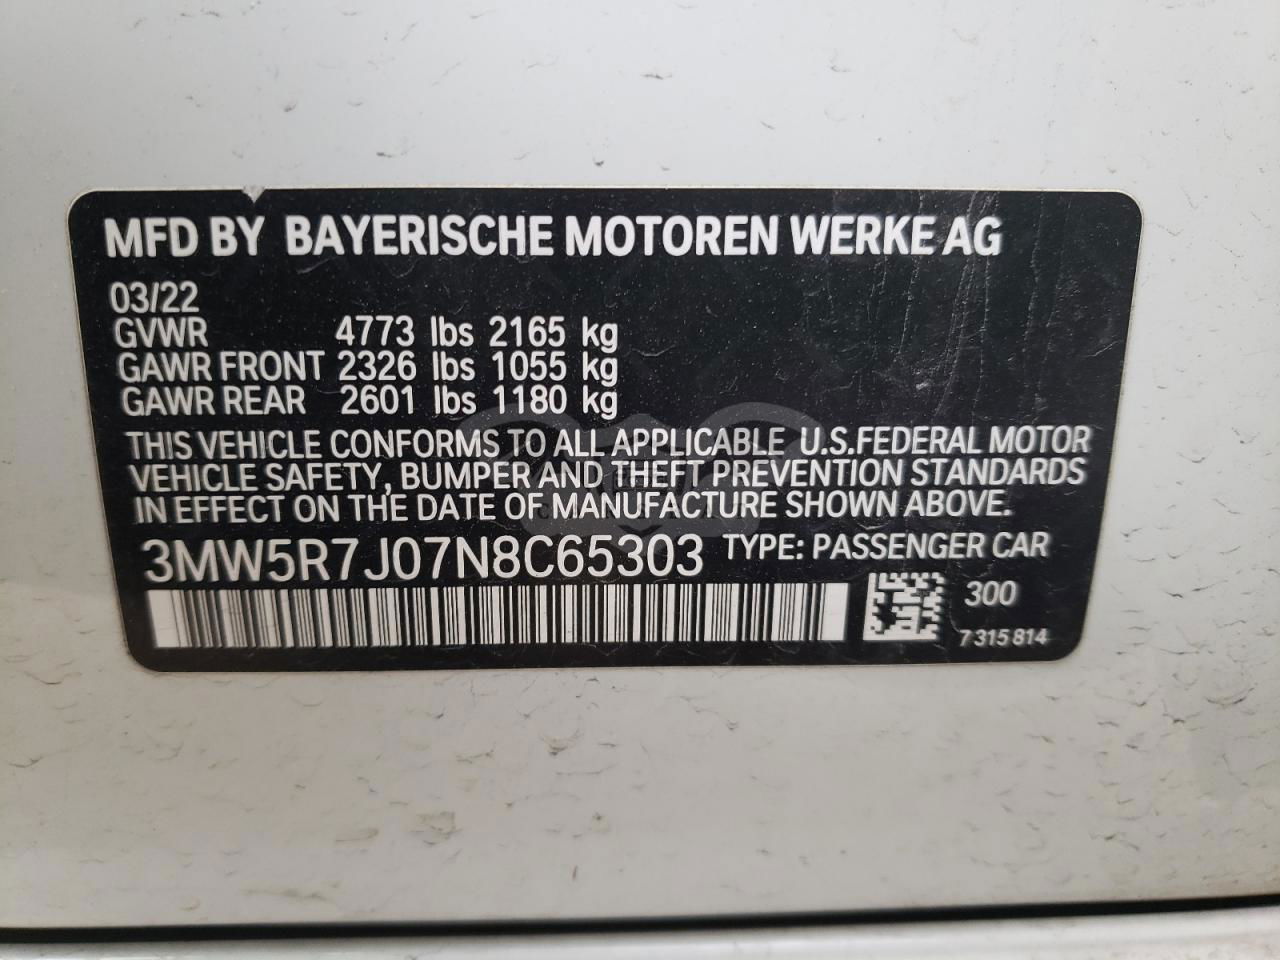 MFD BY BAYERISCHE MOTOREN WERKE AG
03/22
GVWR 4773 lbs 2165 kg
GAWR FRONT 2326 lbs 1055 kg
GAWR REAR 2601 lbs 1180 kg
THIS VEHICLE CONFORMS TO ALL APPLICABLE U.S.FEDERAL MOTOR
VEHICLE SAFETY, BUMPER AND THEFT PREVENTION STANDARDS
IN EFFECT ON THE DATE OF MANUFACTURE SHOWN ABOVE.
3MW5R7J07N8C65303 TYPE: PASSENGER CAR
300
7 315 814